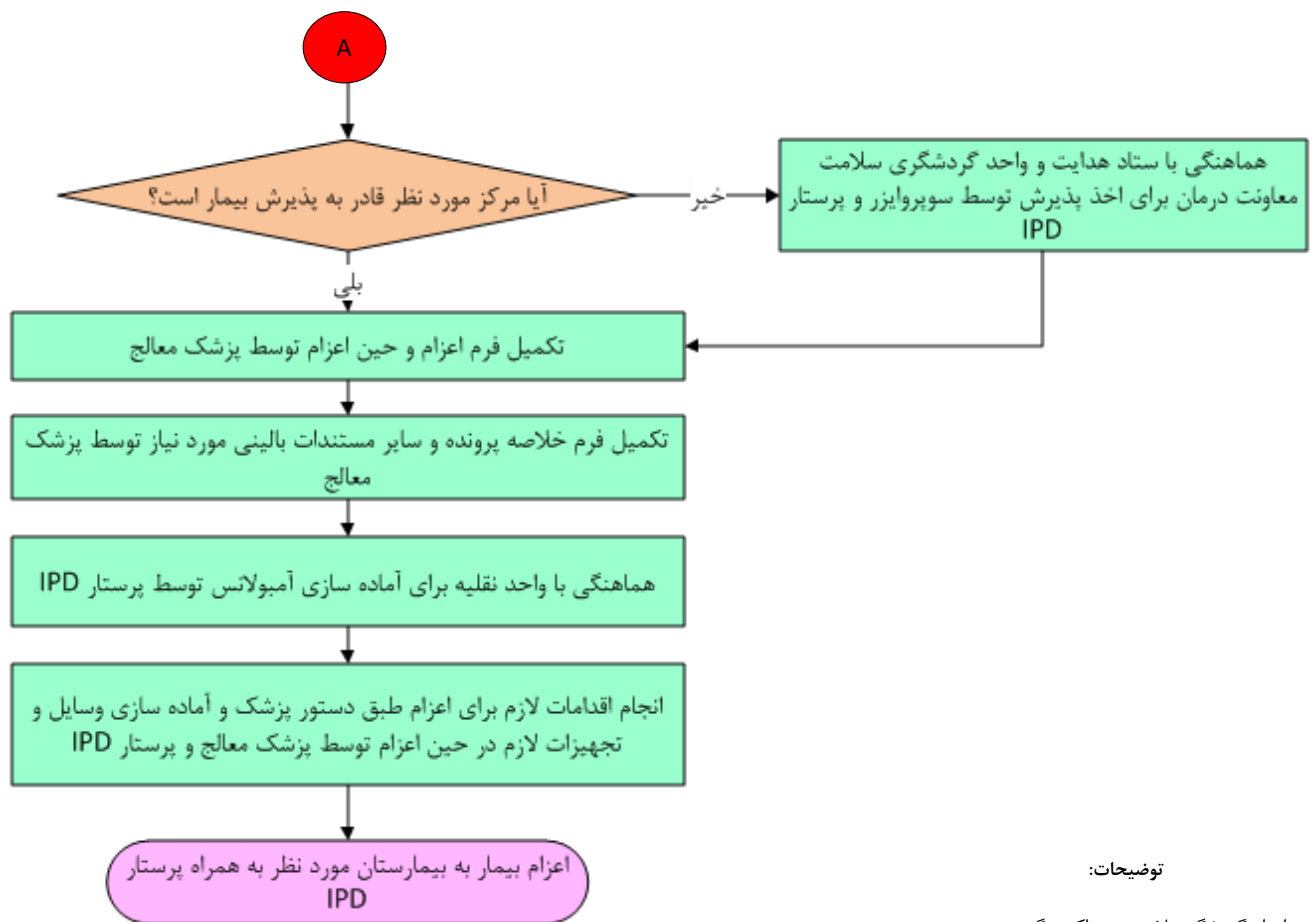 A
آیا مرکز مورد نظر قادر به پذیرش بیمار است؟
خیر
هماهنگی با ستاد هدایت و واحد گردشگری سلامت
معاونت درمان برای اخذ پذیرش توسط سوپروایزر و پرستار
IPD
بلی
تکمیل فرم اعزام و حین اعزام توسط پزشک معالج
تکمیل فرم خلاصه پرونده و سایر مستندات بالینی مورد نیاز توسط پزشک
معالج
هماهنگی با واحد نقلیه برای آماده سازی آمبولانس توسط پرستار IPD
انجام اقدامات لازم برای اعزام طبق دستور پزشک و آماده سازی وسایل و
تجهیزات لازم در حین اعزام توسط پزشک معالج و پرستار IPD
اعزام بیمار به بیمارستان مورد نظر به همراه پرستار
IPD
توضیحات: